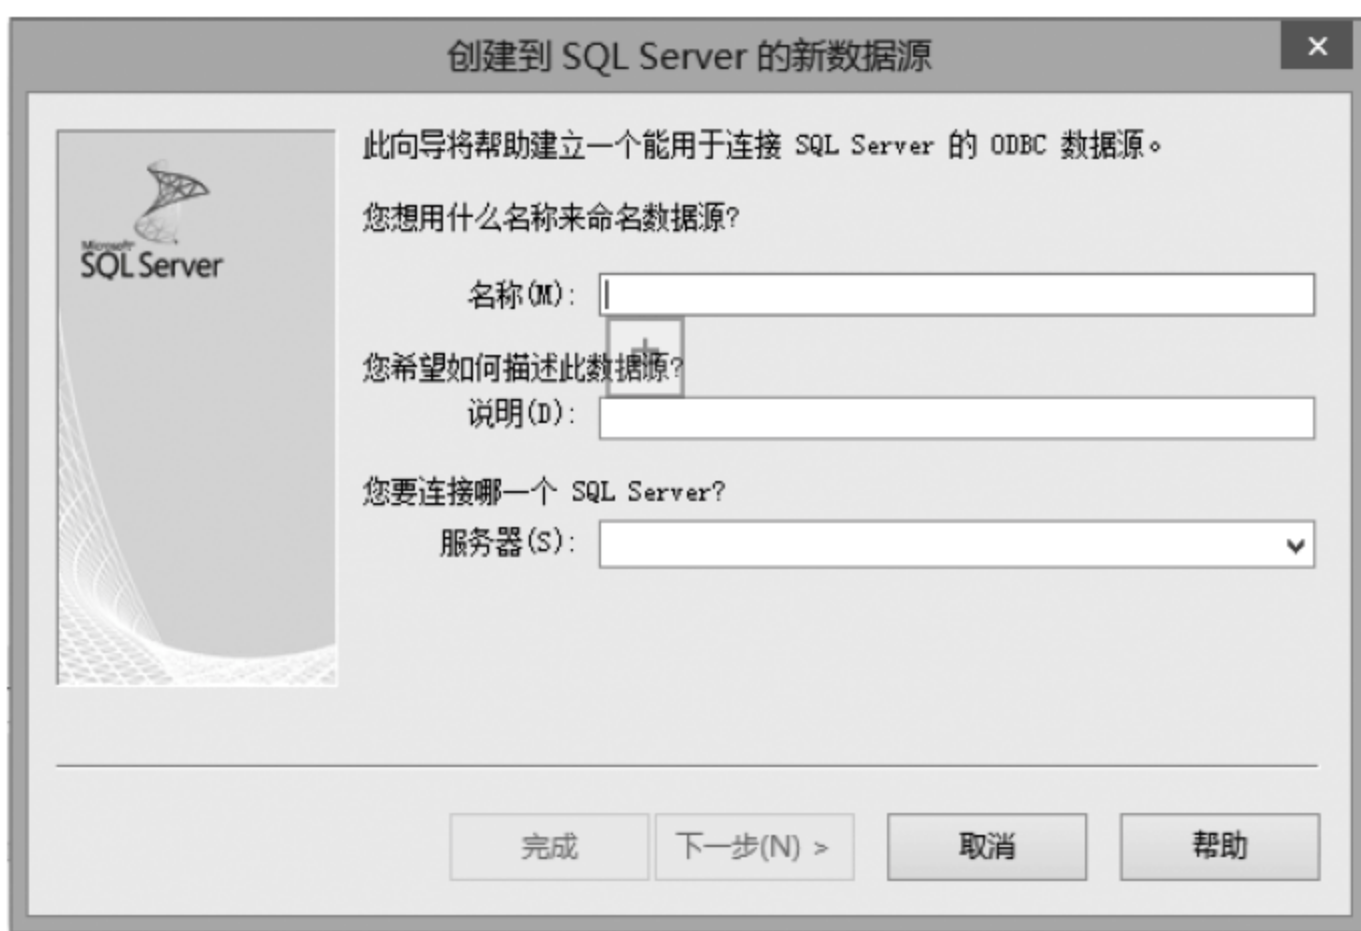 创建到 SQL Server 的新数据源
×
此向导将帮助建立一个能用于连接 SQL Server 的 ODBC 数据源。
Microsoft
SQL Server
您想用什么名称来命名数据源?
名称(M):
您希望如何描述此数据源?
说明(D):
您要连接哪一个 SQL Server?
服务器(S):
完成
下一步(N) >
取消
帮助